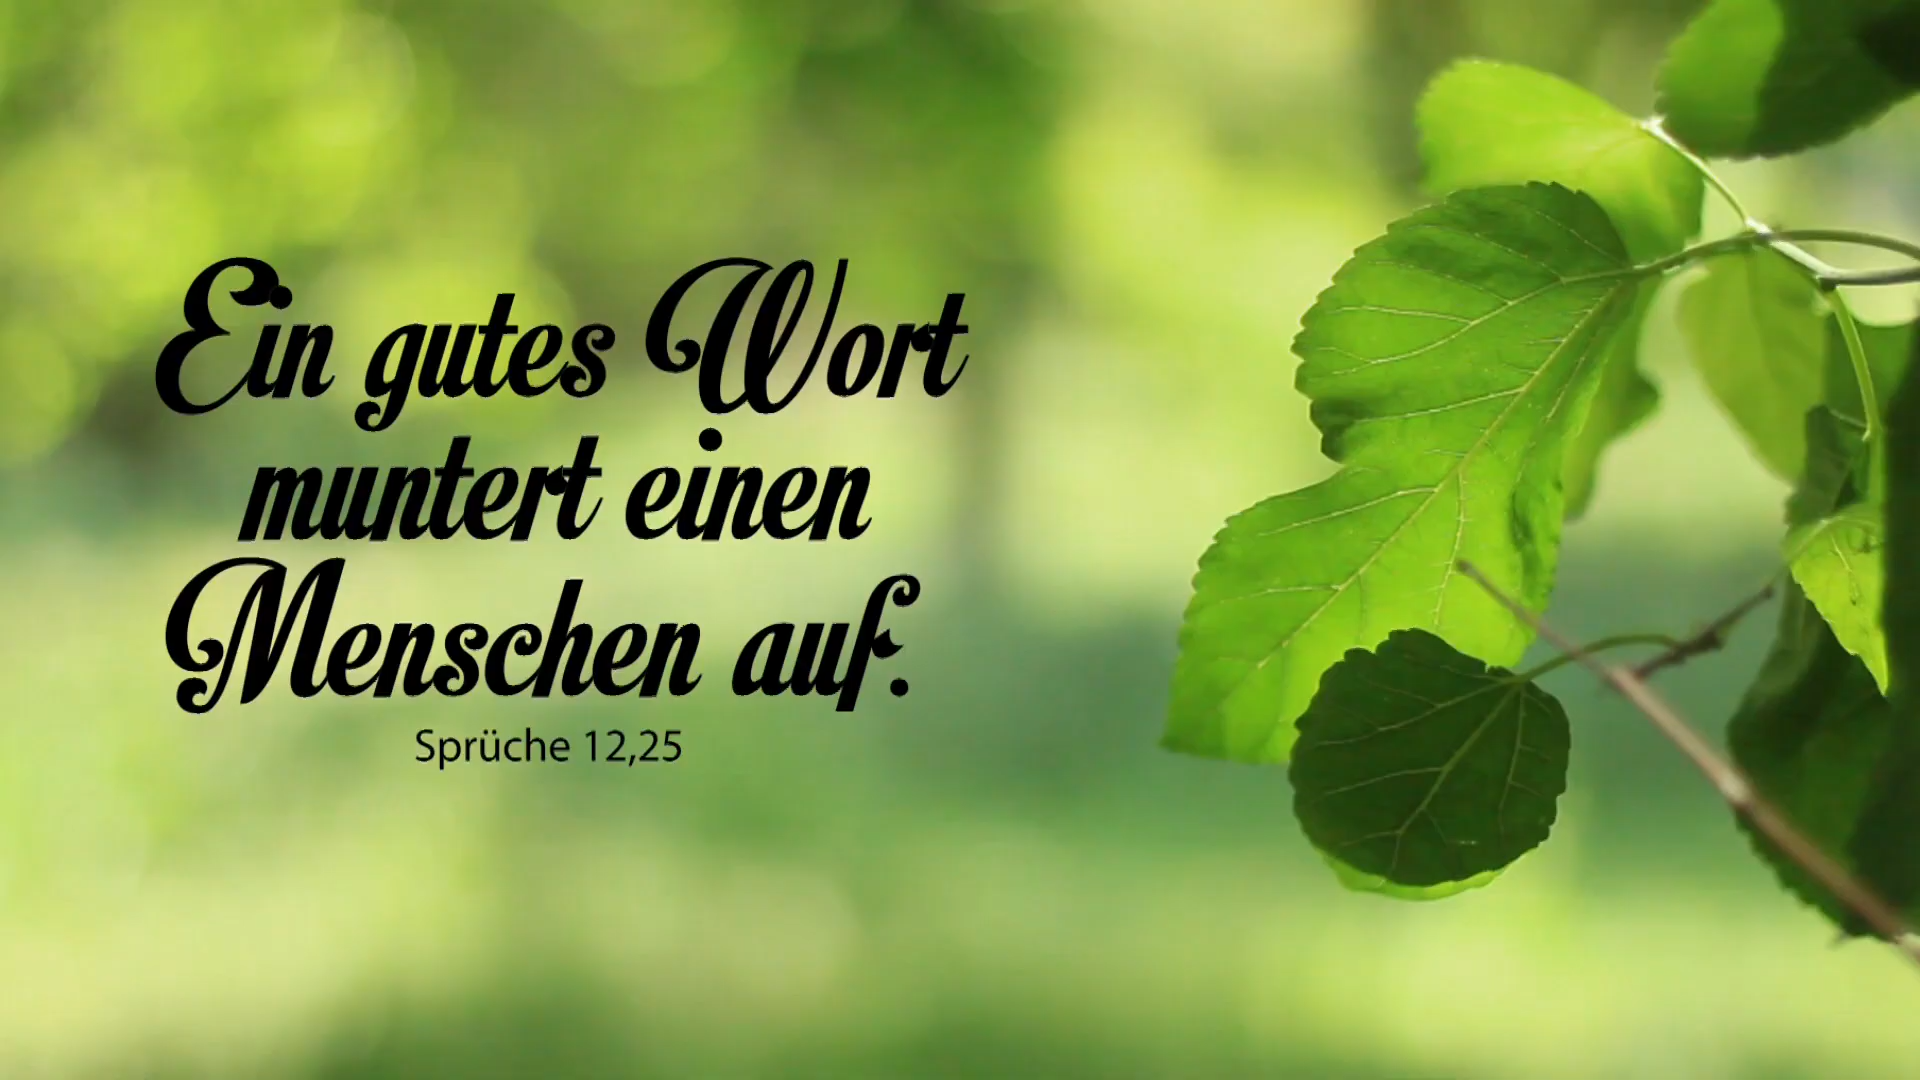 Ein gutes Wort
muntert einen
Menschen auf.
Sprüche 12,25